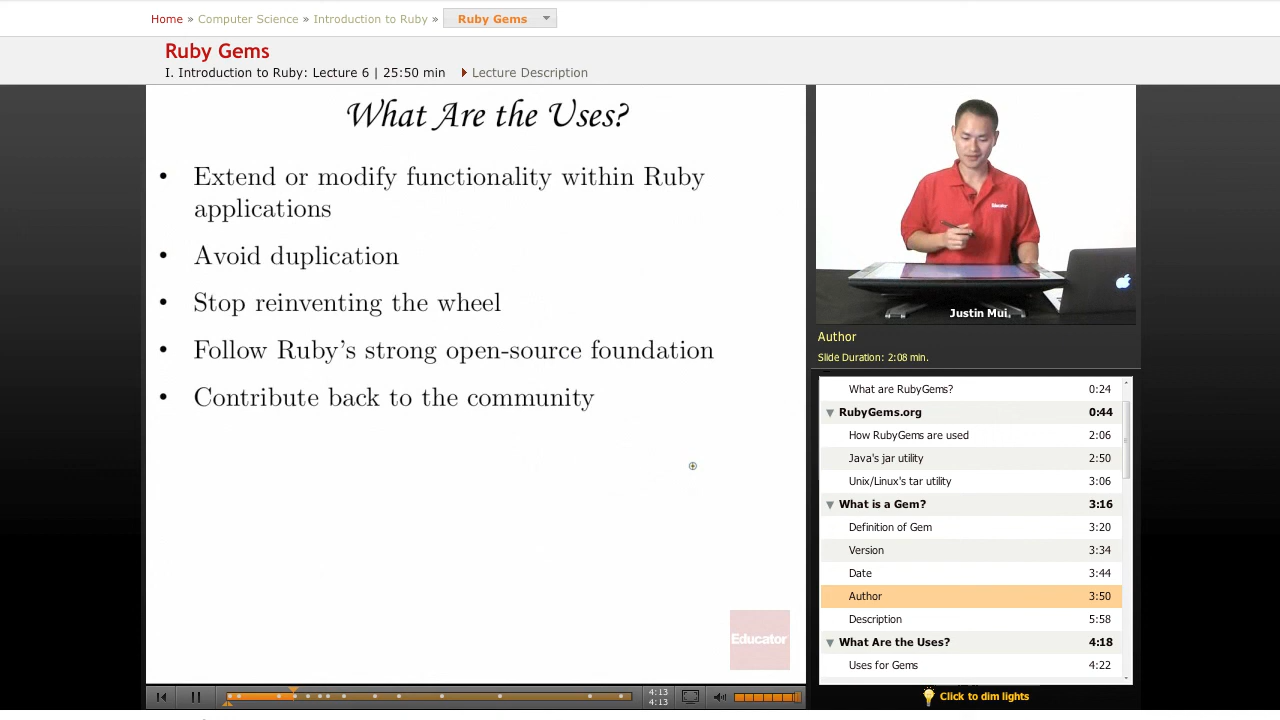 Home » Computer Science » Introduction to Ruby » Ruby Gems
Ruby Gems
I. Introduction to Ruby: Lecture 6 | 25:50 min Lecture Description
What Are the Uses?
• Extend or modify functionality within Ruby
applications
• Avoid duplication
• Stop reinventing the wheel
• Follow Ruby's strong open-source foundation
• Contribute back to the community
Educator
4:13
4:13
Educator
Justin Mui
Author
Slide Duration: 2:08 min.
What are RubyGems? 0:24
RubyGems.org 0:44
How RubyGems are used 2:06
Java's jar utility 2:50
Unix/Linux's tar utility 3:06
What is a Gem? 3:16
Definition of Gem 3:20
Version 3:34
Date 3:44
Author 3:50
Description 5:58
What Are the Uses? 4:18
Uses for Gems 4:22
Click to dim lights